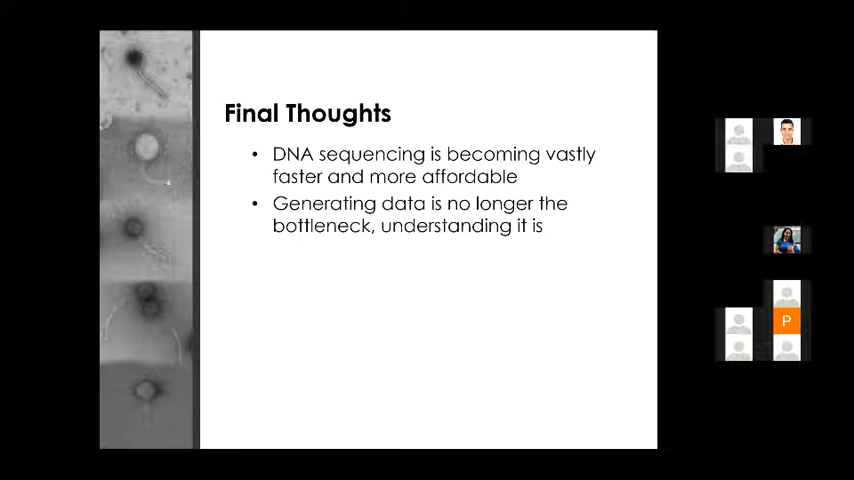 Final Thoughts
• DNA sequencing is becoming vastly
faster and more affordable
• Generating data is no longer the
bottleneck, understanding it is
P